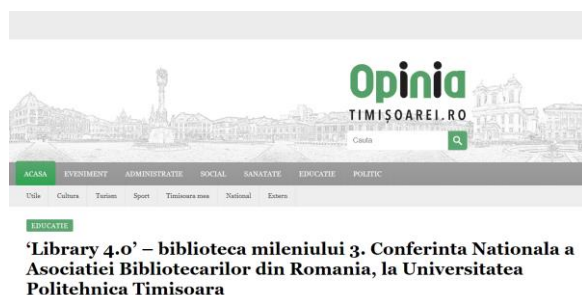 Opinia
TIMIȘOAREI.RO
Cauta
ACASA EVENIMENT ADMINISTRATIE SOCIAL SANATATE EDUCATIE POLITIC
Utile Cultura Turism Sport Timisoara mea National Extern
EDUCATIE
‘Library 4.0’ – biblioteca mileniului 3. Conferinta Nationala a
Asociatiei Bibliotecarilor din Romania, la Universitatea
Politehnica Timisoara